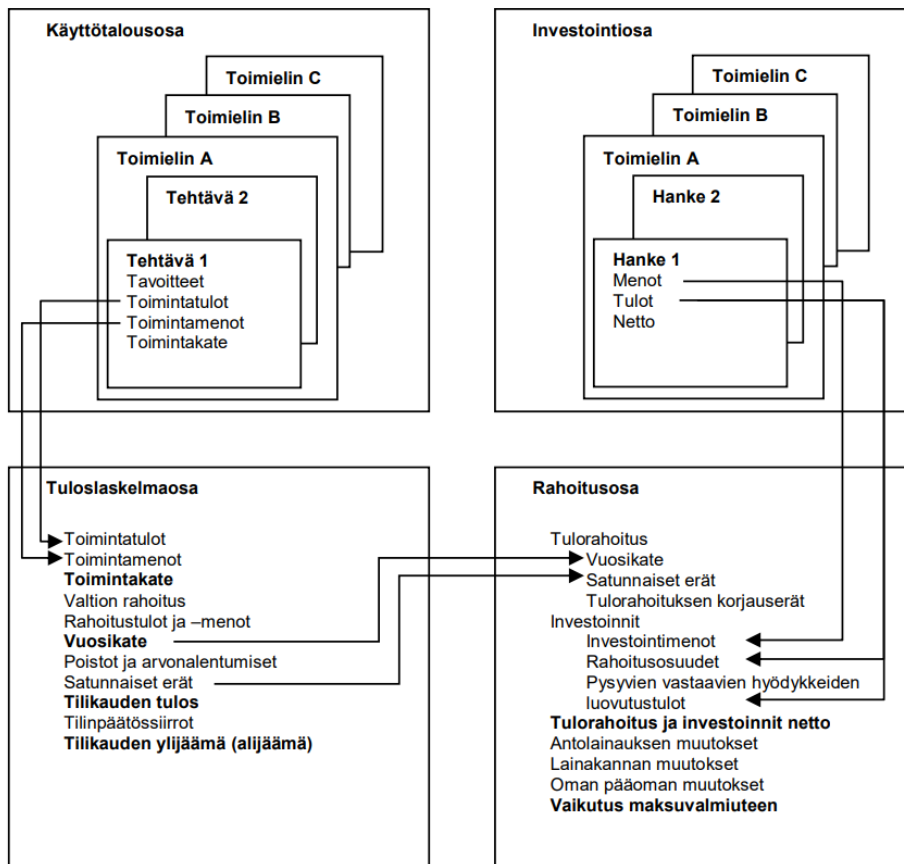 Käyttötalousosa
Toimielin C
Toimielin B
Toimielin A
Tehtävä 2
Tehtävä 1
Tavoitteet
Toimintatulot
Toimintamenot
Toimintakate
Investointiosa
Toimielin C
Toimielin B
Toimielin A
Hanke 2
Hanke 1
Menot
Tulot
Netto
Tuloslaskelmaosa
Toimintatulot
Toimintamenot
Toimintakate
Valtion rahoitus
Rahoitustulot ja –menot
Vuosikate
Poistot ja arvonalentumiset
Satunnaiset erät
Tilikauden tulos
Tilinpäätössiirrot
Tilikauden ylijäämä (alijäämä)
Rahoitusosa
Tulorahoitus
Vuosikate
Satunnaiset erät
Tulorahoituksen korjauserät
Investoinnit
Investointimenot
Rahoitusosuudet
Pysyvien vastaavien hyödykkeiden
luovutustulot
Tulorahoitus ja investoinnit netto
Antolainauksen muutokset
Lainakannan muutokset
Oman pääoman muutokset
Vaikutus maksuvalmiuteen